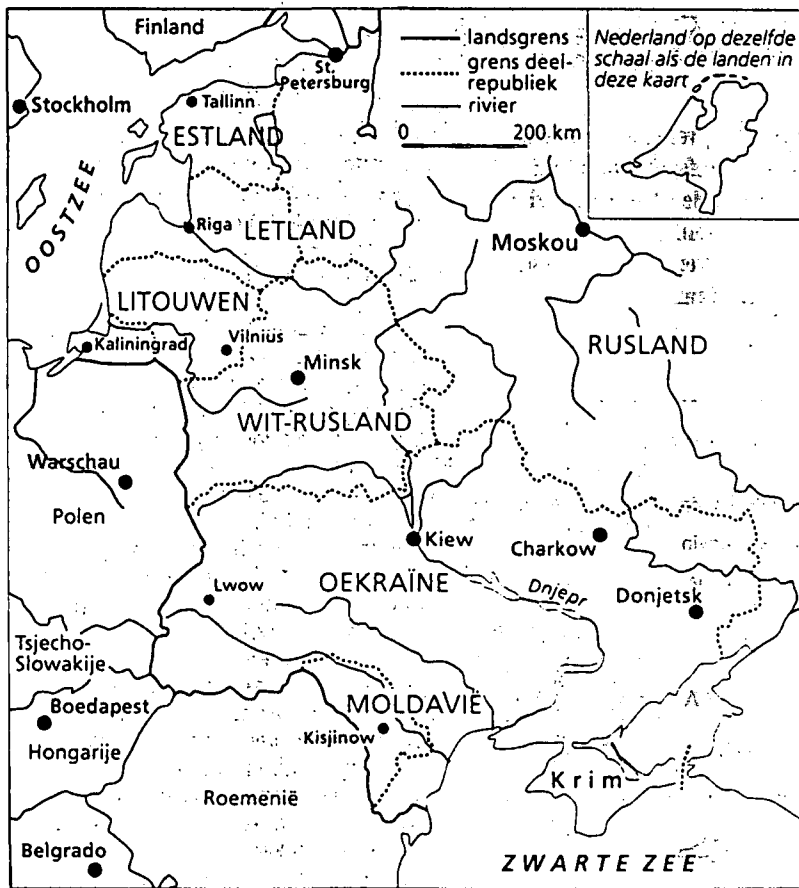 Finland
St.
Petersburg
Stockholm
Tallinn
ESTLAND
landsgrens
grens deel-
republiek
rivier
0 200 km
Nederland op dezelfde
schaal als de landen in
deze kaart
OOSTZEE
Riga
LETLAND
Moskou
LITOUWEN
Kaliningrad
Vilnius
Minsk
RUSLAND
WIT-RUSLAND
Warschau
Polen
Kiew
Charkow
OEKRAÏNE
Dnjepr
Lwow
Donjetsk
Tsjecho-
Slowakije
Boedapest
Hongarije
MOLDAVIË
Kisjinow
Krim
Roemenië
Belgrado
ZWARTE ZEE